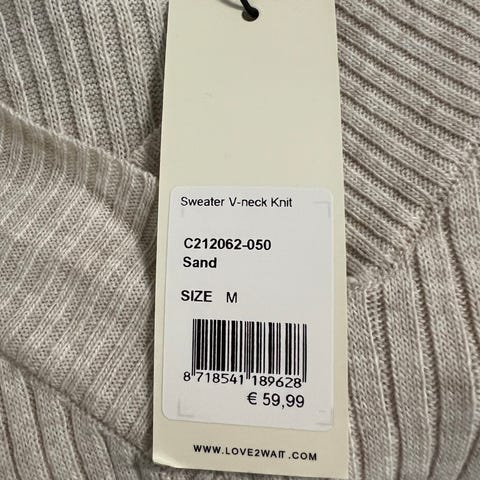 Sweater V-neck Knit
C212062-050
Sand
SIZE M
8 718541 189628
€ 59,99
WWW.LOVE2WAIT.COM